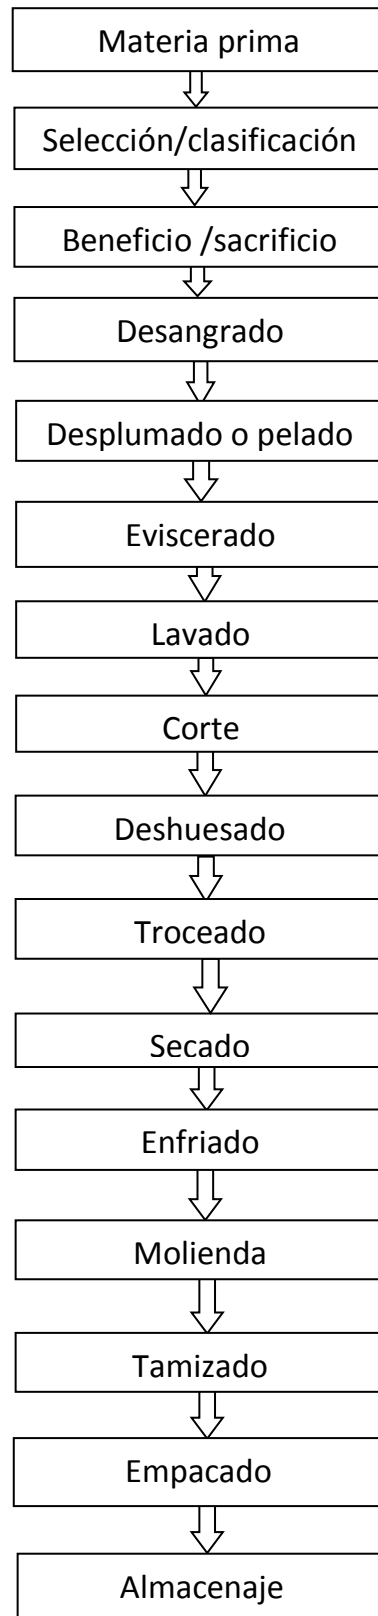 Materia prima
Selección/clasificación
Beneficio /sacrificio
Desangrado
Desplumado o pelado
Eviscerado
Lavado
Corte
Deshuesado
Troceado
Secado
Enfriado
Molienda
Tamizado
Empacado
Almacenaje